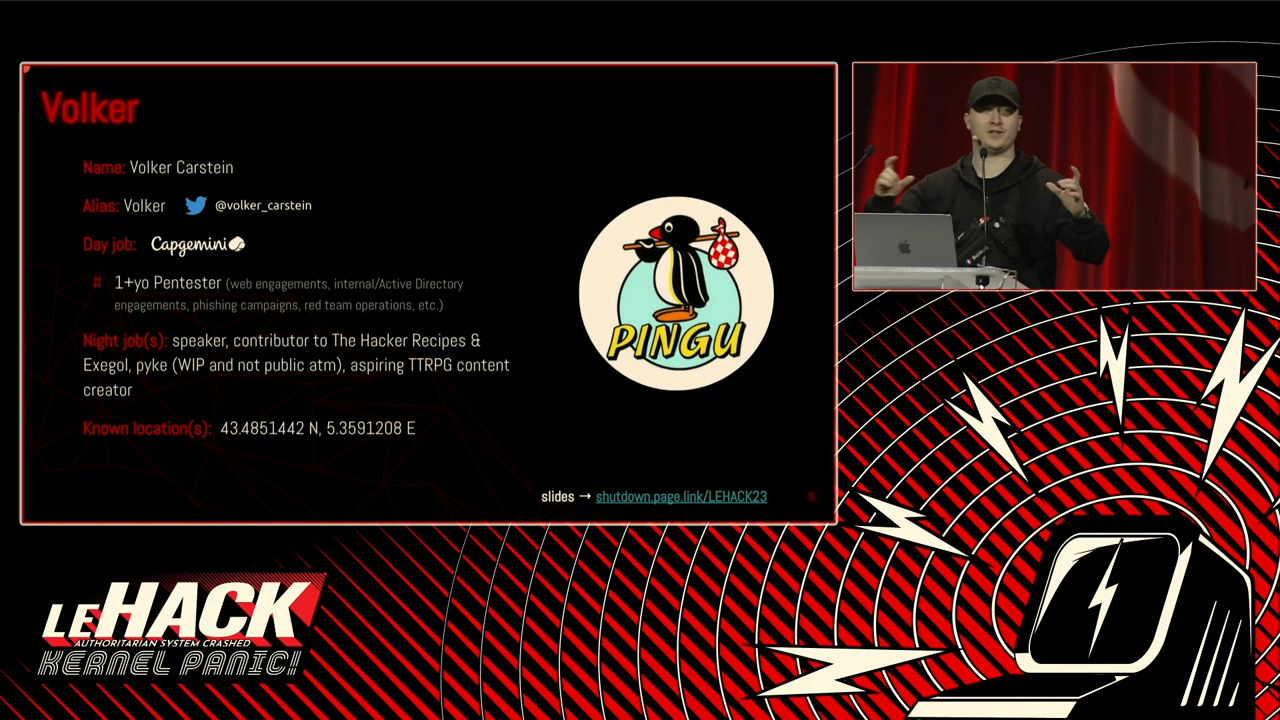 Volker
Name: Volker Carstein
Alias: Volker @volker_carstein
Day job: Capgemini
# 1+yo Pentester (web engagements, internal/Active Directory
engagements, phishing campaigns, red team operations, etc.)
Night job(s): speaker, contributor to The Hacker Recipes &
Exegol, pyke (WIP and not public atm), aspiring TTRPG content
creator
Known location(s): 43.4851442 N, 5.3591208 E
PINGU
slides → shutdown.page.link/LEHACK23
5
LEHACK
AUTHORITARIAN SYSTEM CRASHED
KERNEL PANIC!